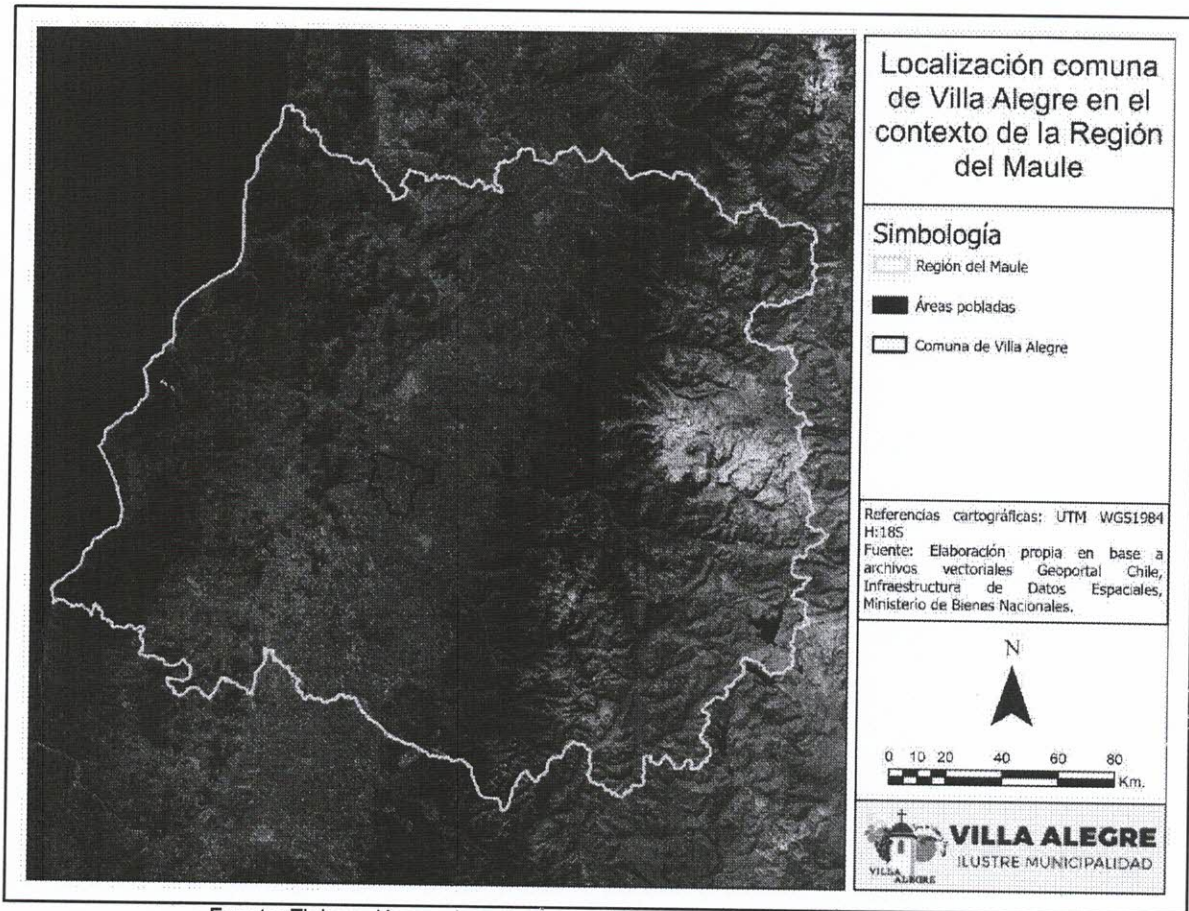 Localización comuna
de Villa Alegre en el
contexto de la Región
del Maule
Simbología
Región del Maule
Áreas pobladas
Comuna de Villa Alegre
Referencias cartográficas: UTM WGS1984
H:18S
Fuente: Elaboración propia en base a
archivos vectoriales Geoportal Chile,
Infraestructura de Datos Espaciales,
Ministerio de Bienes Nacionales.
N
0 10 20 40 60 80
Km.
VILLA ALEGRE
ILUSTRE MUNICIPALIDAD
VILLA
ALEGRE